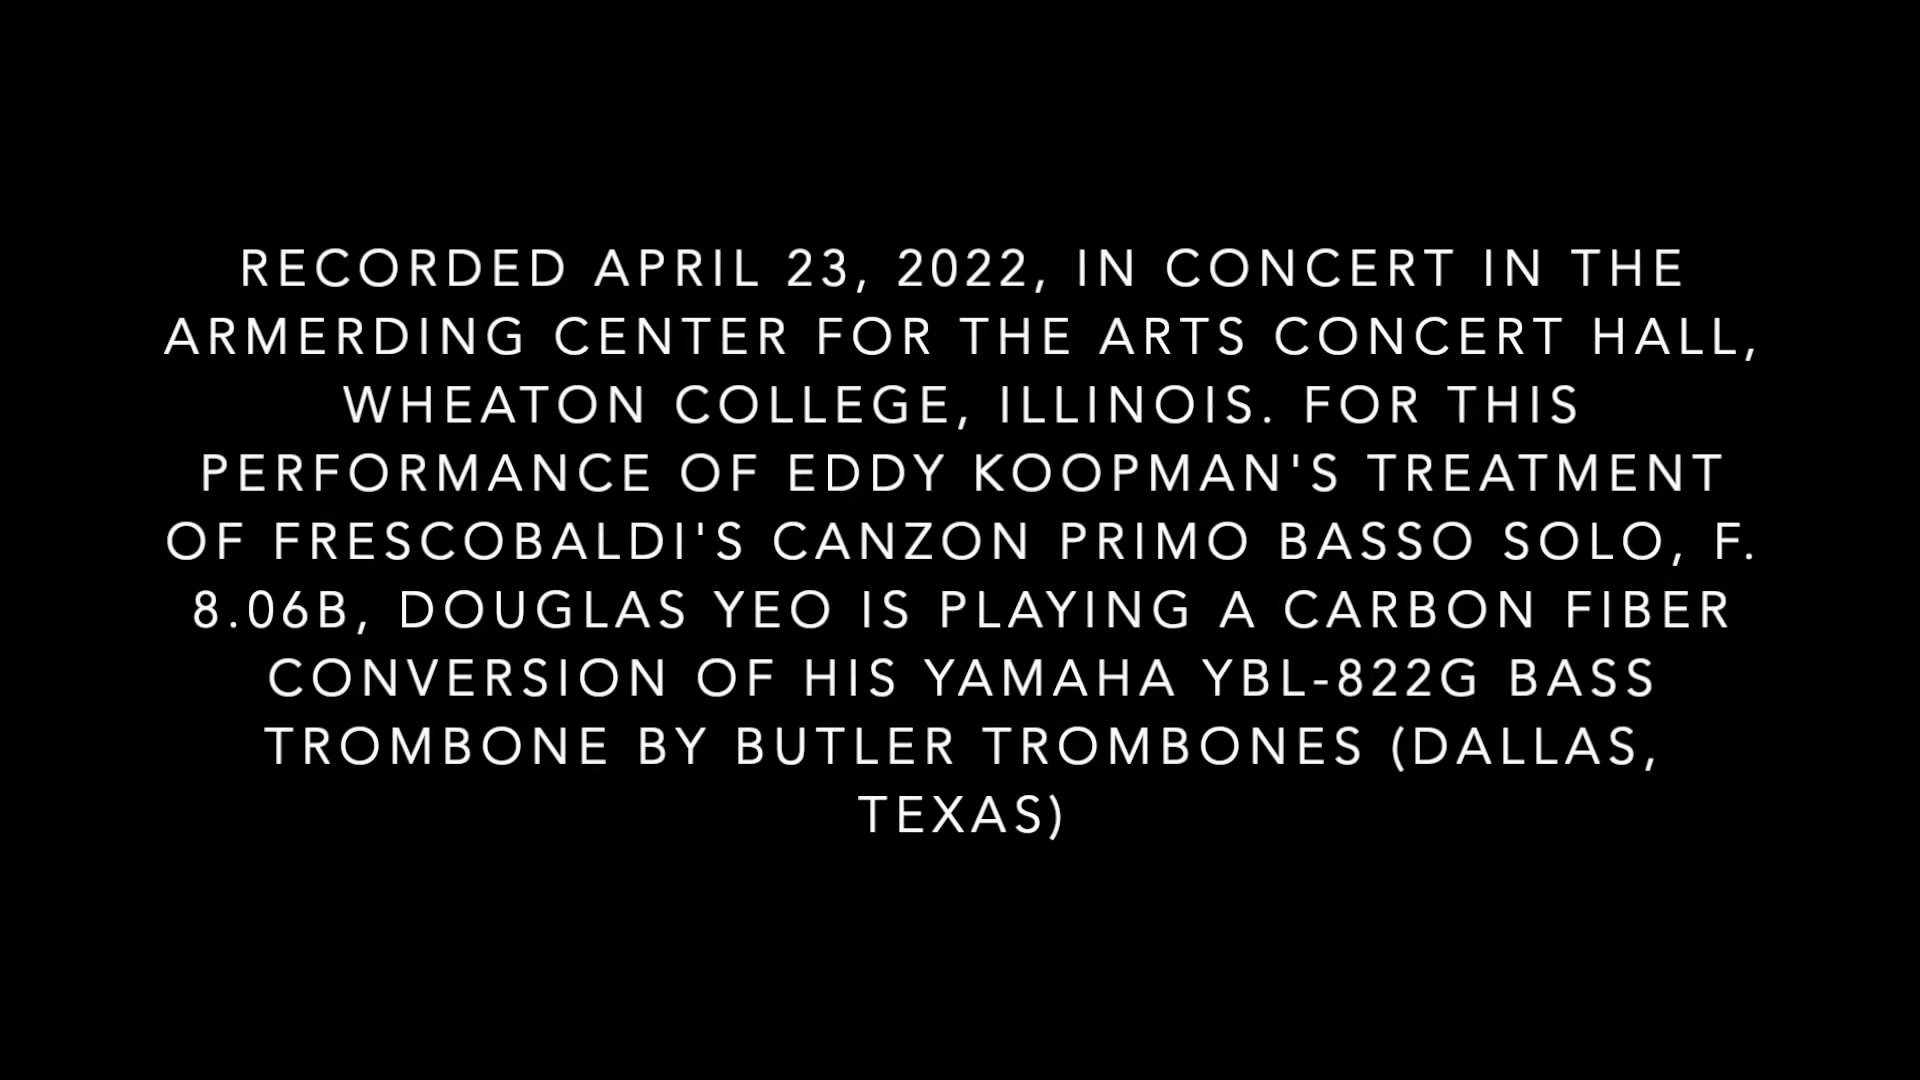 RECORDED APRIL 23, 2022, IN CONCERT IN THE
ARMERDING CENTER FOR THE ARTS CONCERT HALL,
WHEATON COLLEGE, ILLINOIS. FOR THIS
PERFORMANCE OF EDDY KOOPMAN'S TREATMENT
OF FRESCOBALDI'S CANZON PRIMO BASSO SOLO, F.
8.06B, DOUGLAS YEO IS PLAYING A CARBON FIBER
CONVERSION OF HIS YAMAHA YBL-822G BASS
TROMBONE BY BUTLER TROMBONES (DALLAS,
TEXAS)